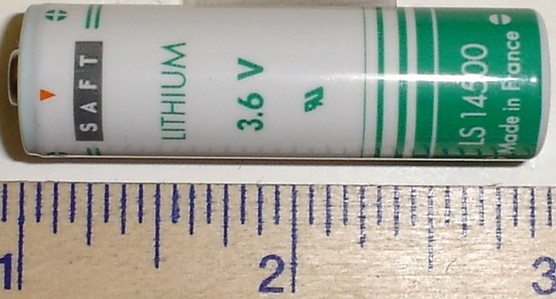 SAFT
LITHIUM
3.6 V
LS 14500
Made in France
1 2 3